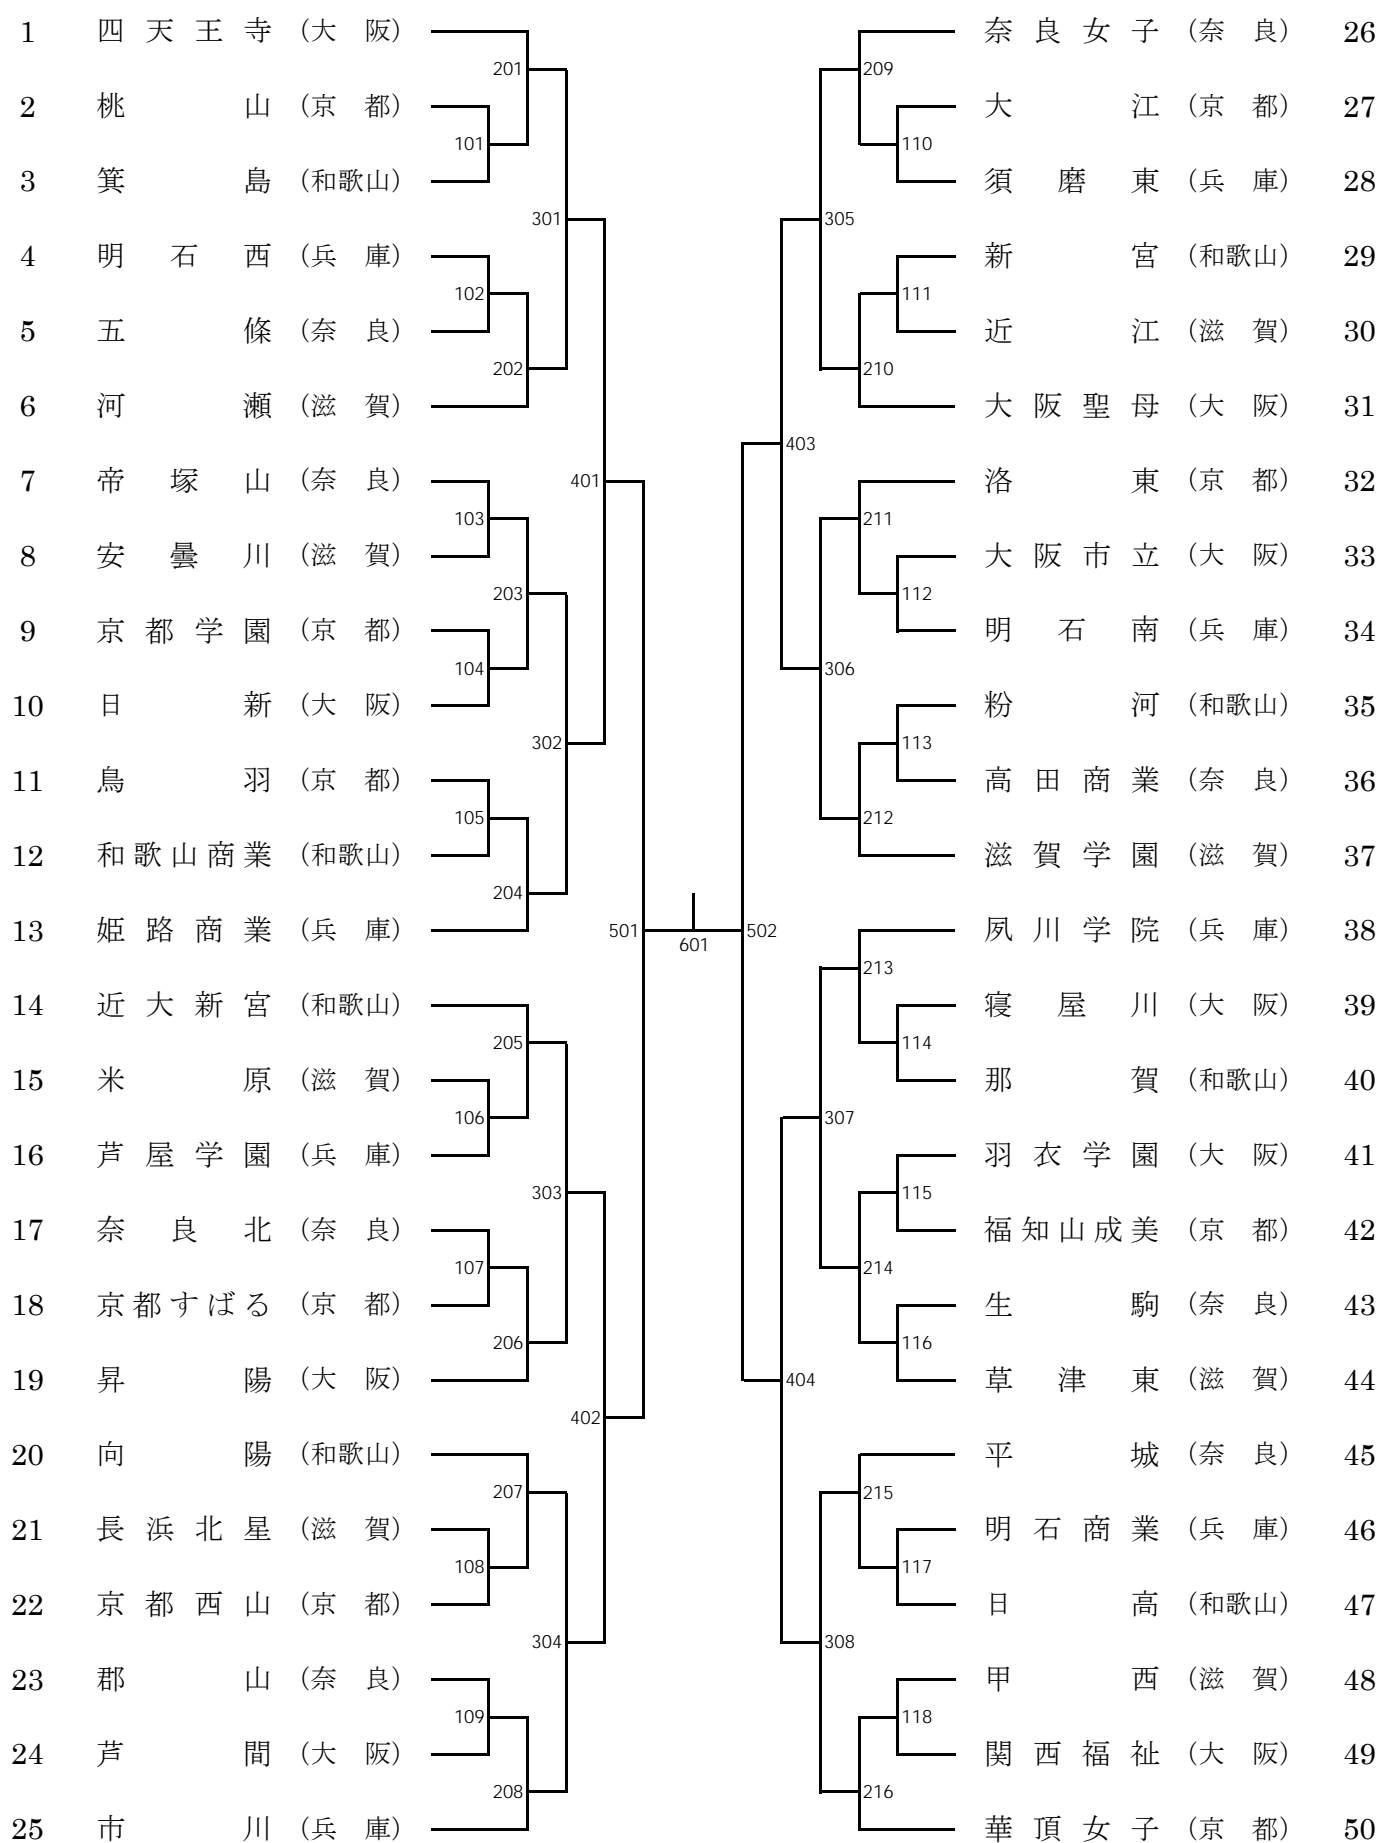 1 四天王寺 (大 阪)
201
2 桃 山 (京 都)
101
3 箕 島 (和歌山)
301
4 明 石 西 (兵 庫)
102
5 五 條 (奈 良)
202
6 河 瀬 (滋 賀)
7 帝 塚 山 (奈 良)
401
103
8 安 曇 川 (滋 賀)
203
9 京都学園 (京 都)
104
10 日 新 (大 阪)
302
11 鳥 羽 (京 都)
105
12 和歌山商業 (和歌山)
204
13 姫路商業 (兵 庫)
501
601
14 近大新宮 (和歌山)
205
15 米 原 (滋 賀)
106
16 芦屋学園 (兵 庫)
303
17 奈 良 北 (奈 良)
107
18 京都すばる (京 都)
206
19 昇 陽 (大 阪)
402
20 向 陽 (和歌山)
207
21 長浜北星 (滋 賀)
108
22 京都西山 (京 都)
304
23 郡 山 (奈 良)
109
24 芦 間 (大 阪)
208
25 市 川 (兵 庫)
奈良女子 (奈 良) 26
209
大 江 (京 都) 27
110
須 磨 東 (兵 庫) 28
305
新 宮 (和歌山) 29
111
近 江 (滋 賀) 30
210
大阪聖母 (大 阪) 31
403
洛 東 (京 都) 32
211
大阪市立 (大 阪) 33
112
明 石 南 (兵 庫) 34
306
粉 河 (和歌山) 35
113
高田商業 (奈 良) 36
212
滋賀学園 (滋 賀) 37
502
夙川学院 (兵 庫) 38
213
寝 屋 川 (大 阪) 39
114
那 賀 (和歌山) 40
307
羽衣学園 (大 阪) 41
115
福知山成美 (京 都) 42
214
生 駒 (奈 良) 43
116
草 津 東 (滋 賀) 44
404
平 城 (奈 良) 45
215
明石商業 (兵 庫) 46
117
日 高 (和歌山) 47
308
甲 西 (滋 賀) 48
118
関西福祉 (大 阪) 49
216
華頂女子 (京 都) 50